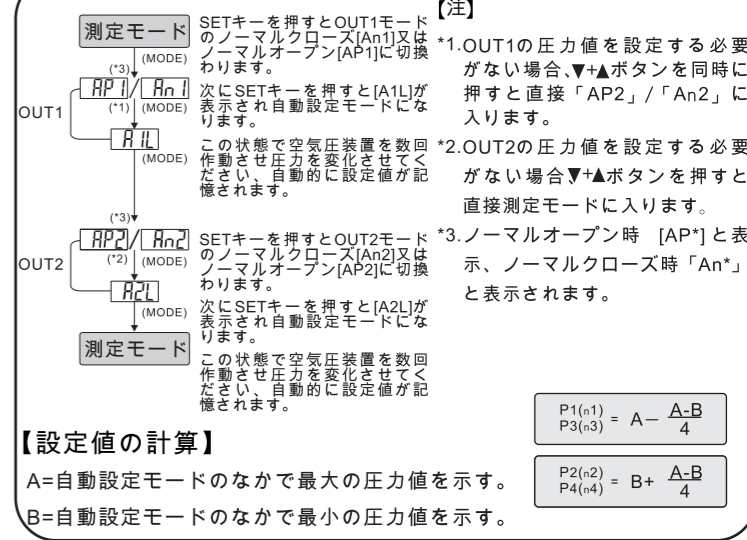 測定モード
(MODE)
(*3)
AP1/ An1
OUT1
(*1)
(MODE)
A1L
(MODE)
(*3)
AP2/ An2
OUT2
(*2)
(MODE)
A2L
(MODE)
測定モード
SETキーを押すとOUT1モード
のノーマルクローズ[An1]又は
ノーマルオープン[AP1]に切換
わります。
次にSETキーを押すと[A1L]が
表示され自動設定モードにな
ります。
この状態で空気圧装置を数回
作動させ圧力を変化させてく
ださい、自動的に設定値が記
憶されます。
SETキーを押すとOUT2モード
のノーマルクローズ[An2]又は
ノーマルオープン[AP2]に切換
わります。
次にSETキーを押すと[A2L]が
表示され自動設定モードにな
ります。
この状態で空気圧装置を数回
作動させ圧力を変化させてく
ださい、自動的に設定値が記
憶されます。
【注】
*1.OUT1の圧力値を設定する必要
がない場合、▼+▲ボタンを同時に
押すと直接「AP2」/「An2」に
入ります。
*2.OUT2の圧力値を設定する必要
がない場合▼+▲ボタンを押すと
直接測定モードに入ります。
*3.ノーマルオープン時 [AP*] と表
示、ノーマルクローズ時「An*」
と表示されます。
【設定値の計算】
A=自動設定モードのなかで最大の圧力値を示す。
B=自動設定モードのなかで最小の圧力値を示す。
P1(n1)
P3(n3) = A− A-B
4
P2(n2)
P4(n4) = B+ A-B
4